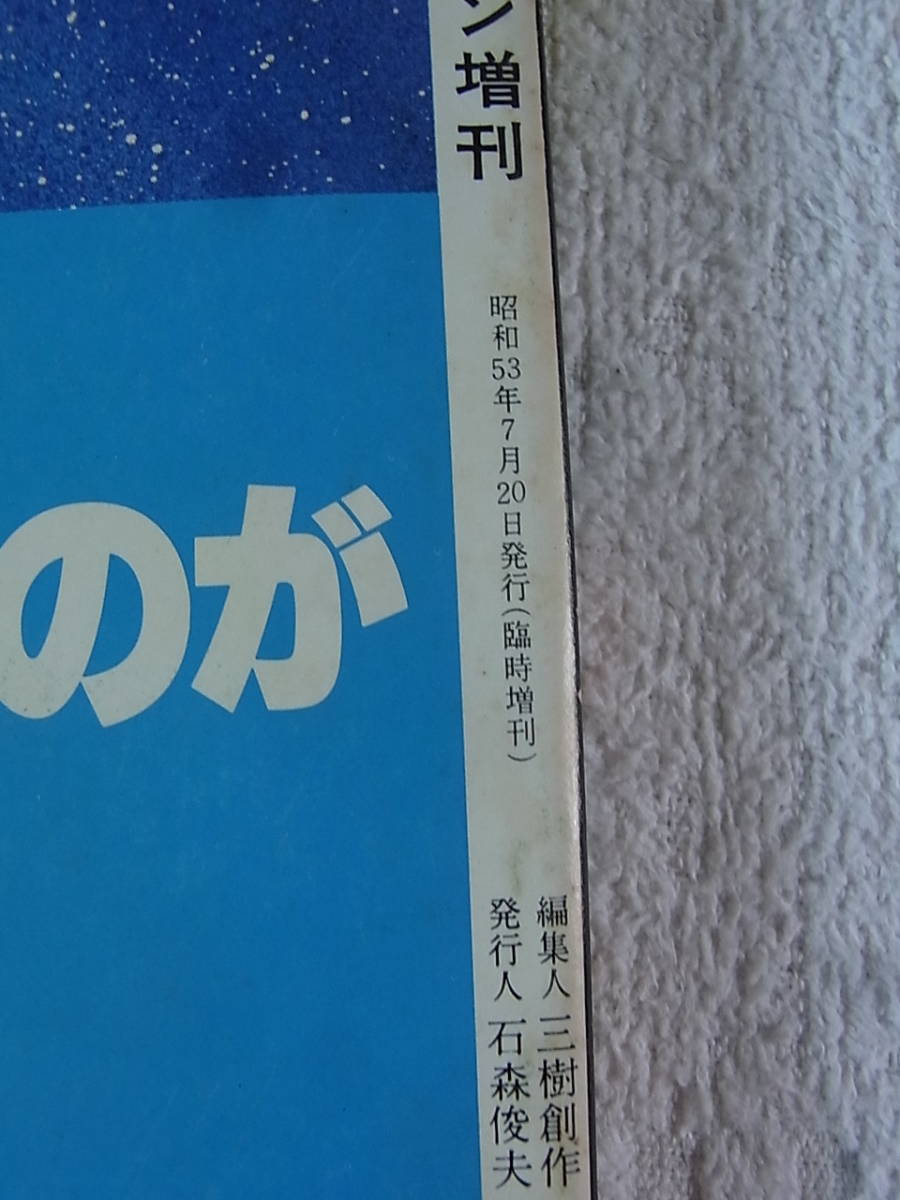 ン増刊
昭和53年7月20日発行(臨時増刊)
編集人 三樹創作
発行人 石森俊夫
のが